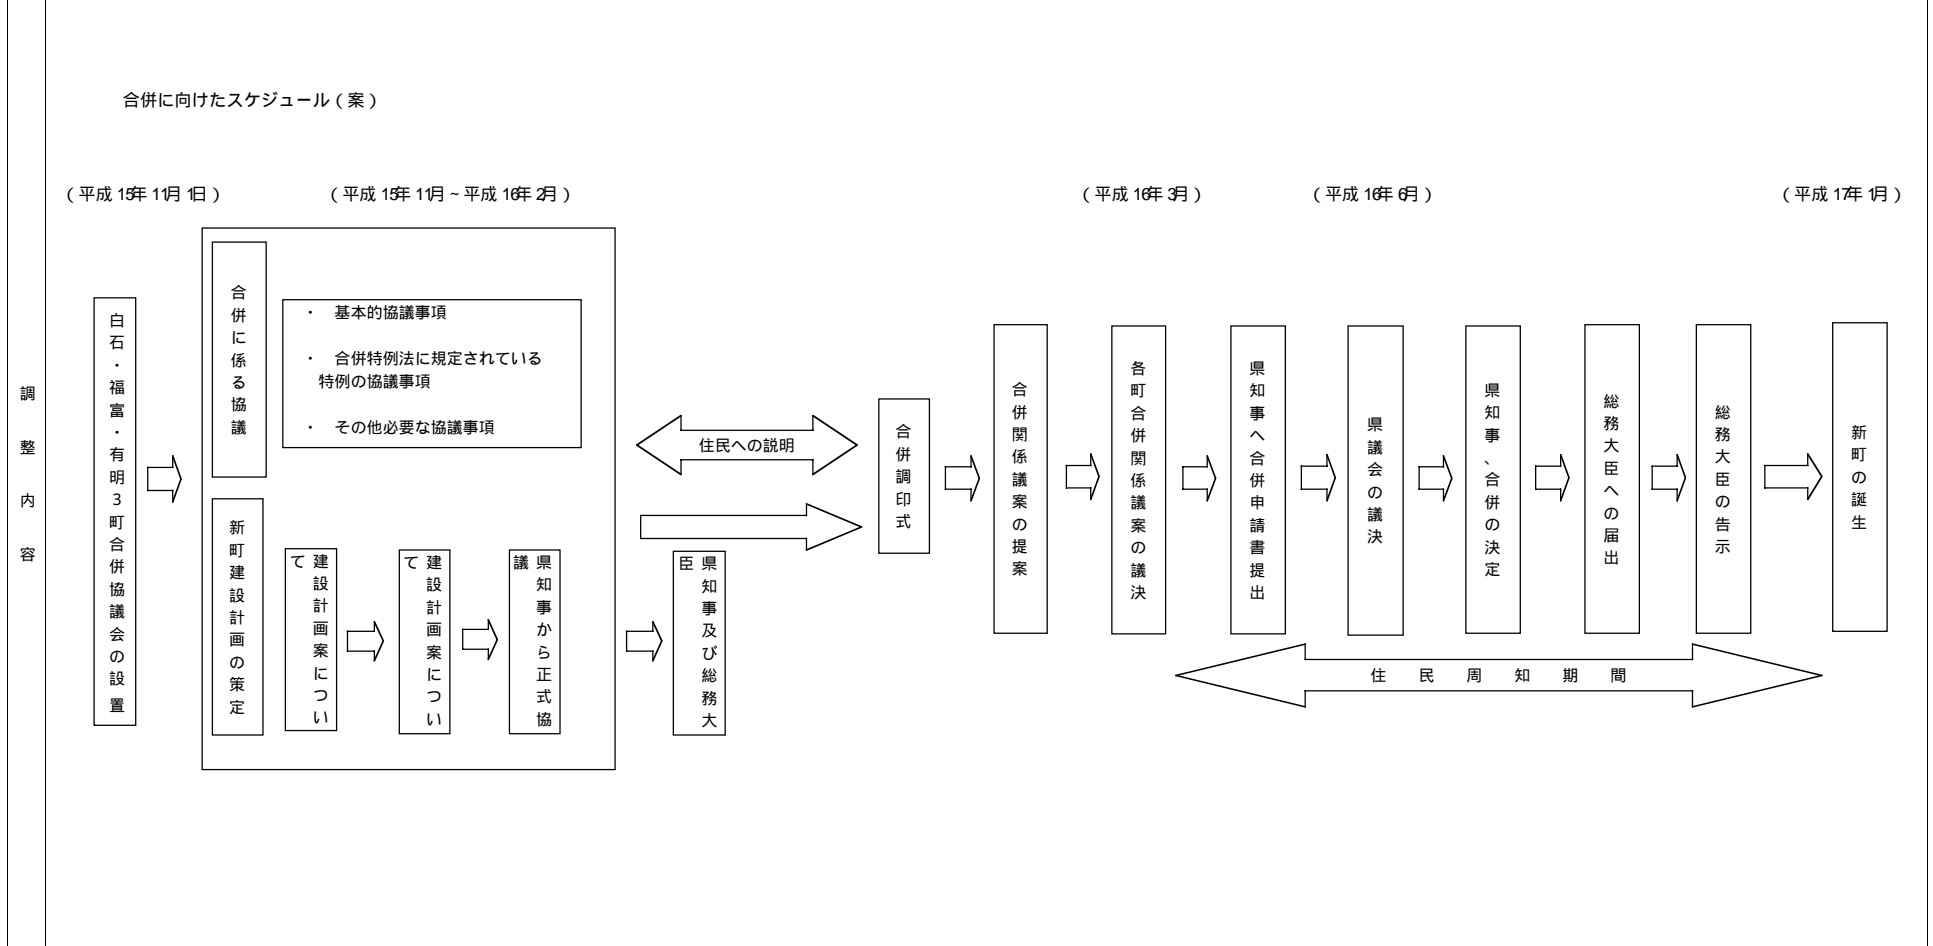 合併に向けたスケジュール（案）
（平成15年11月1日）
（平成15年11月～平成16年2月）
（平成16年3月）
（平成16年6月）
（平成17年1月）
調整内容
白石・福富・有明３町合併協議会の設置
合併に係る協議
・　基本的協議事項
・　合併特例法に規定されている
特例の協議事項
・　その他必要な協議事項
新町建設計画の策定
建設計画案につい
て
建設計画案につい
て
県知事から正式協
議
県知事及び総務大
臣
住民への説明
合併調印式
合併関係議案の提案
各町合併関係議案の議決
県知事へ合併申請書提出
県議会の議決
県知事、合併の決定
総務大臣への届出
総務大臣の告示
新町の誕生
住民周知期間